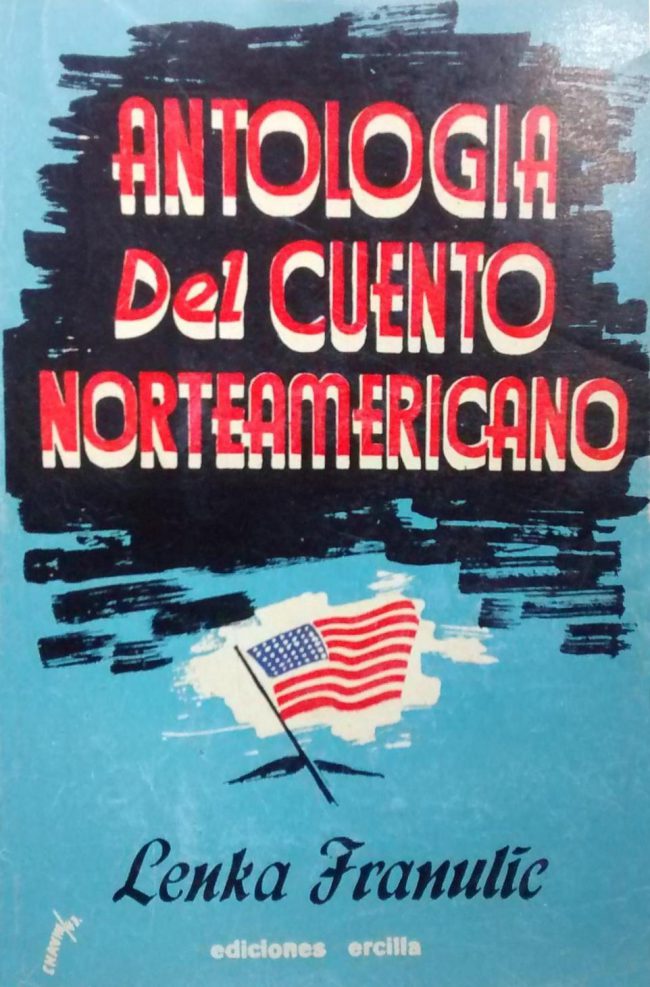 ANTOLOGIA
Del CUENTO
NORTEAMERICANO
Lenka Franulic
ediciones ercilla